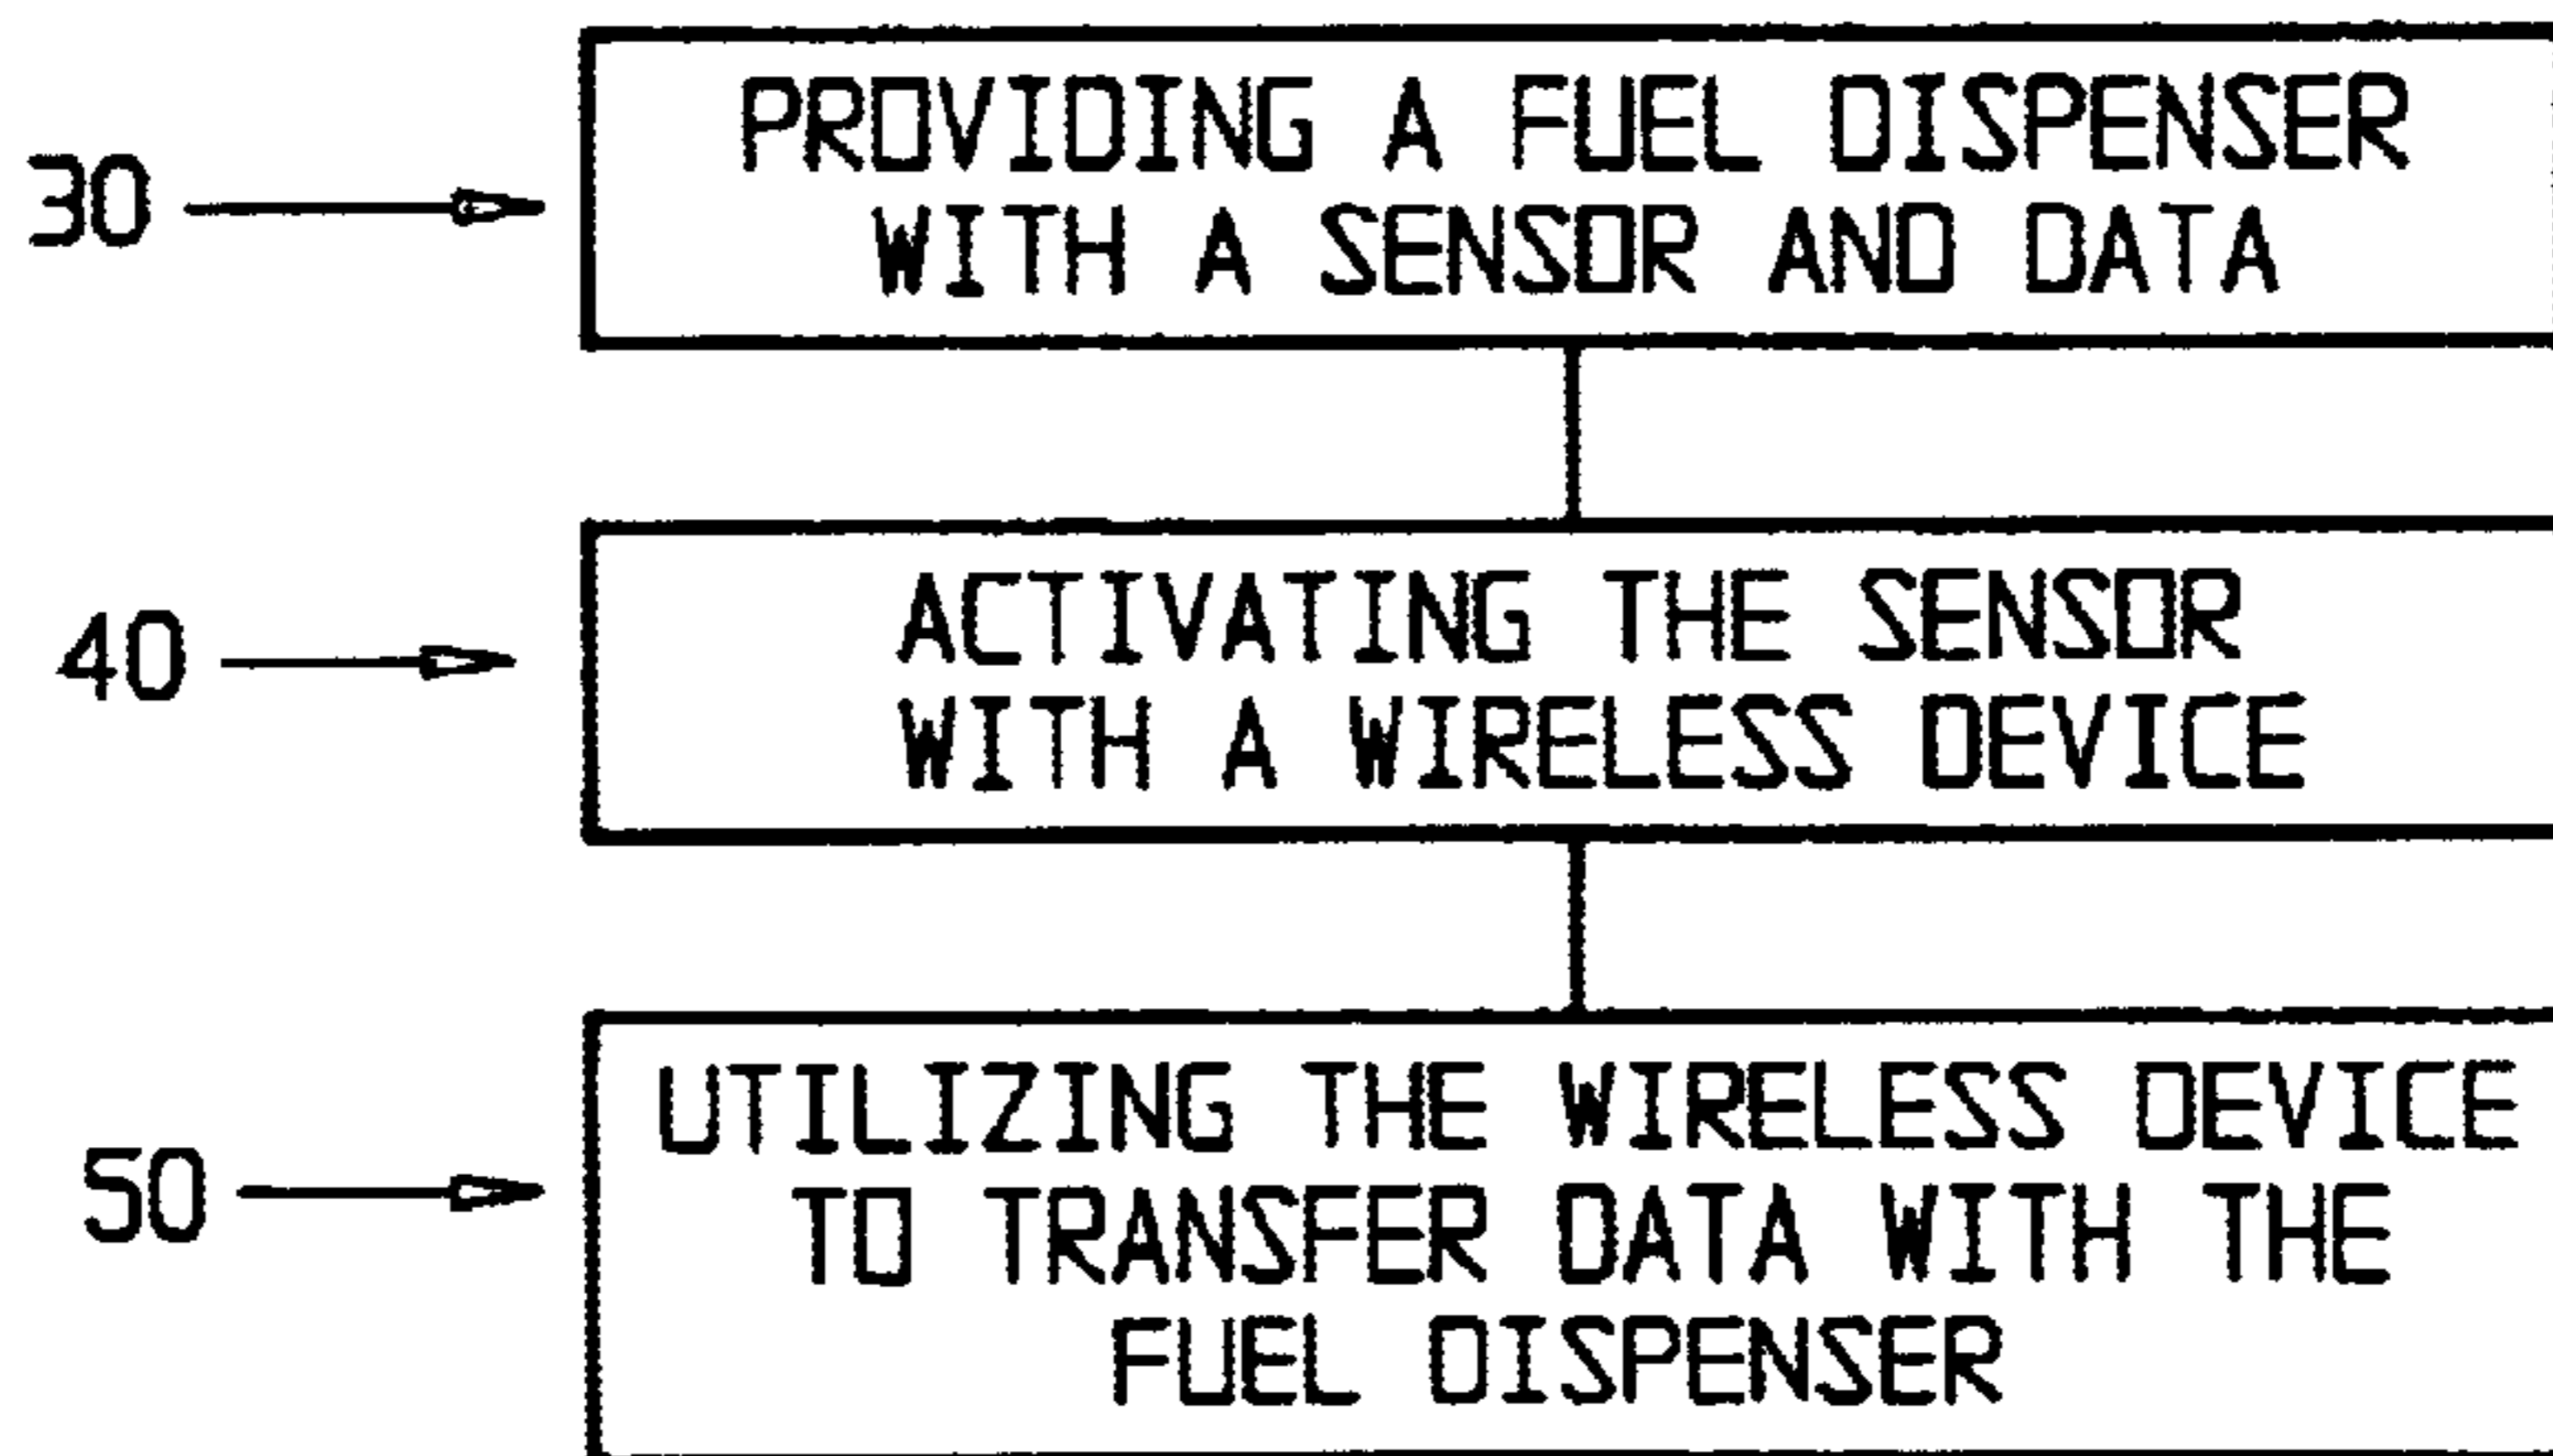 30
PROVIDING A FUEL DISPENSER
WITH A SENSOR AND DATA
40
ACTIVATING THE SENSOR
WITH A WIRELESS DEVICE
50
UTILIZING THE WIRELESS DEVICE
TO TRANSFER DATA WITH THE
FUEL DISPENSER